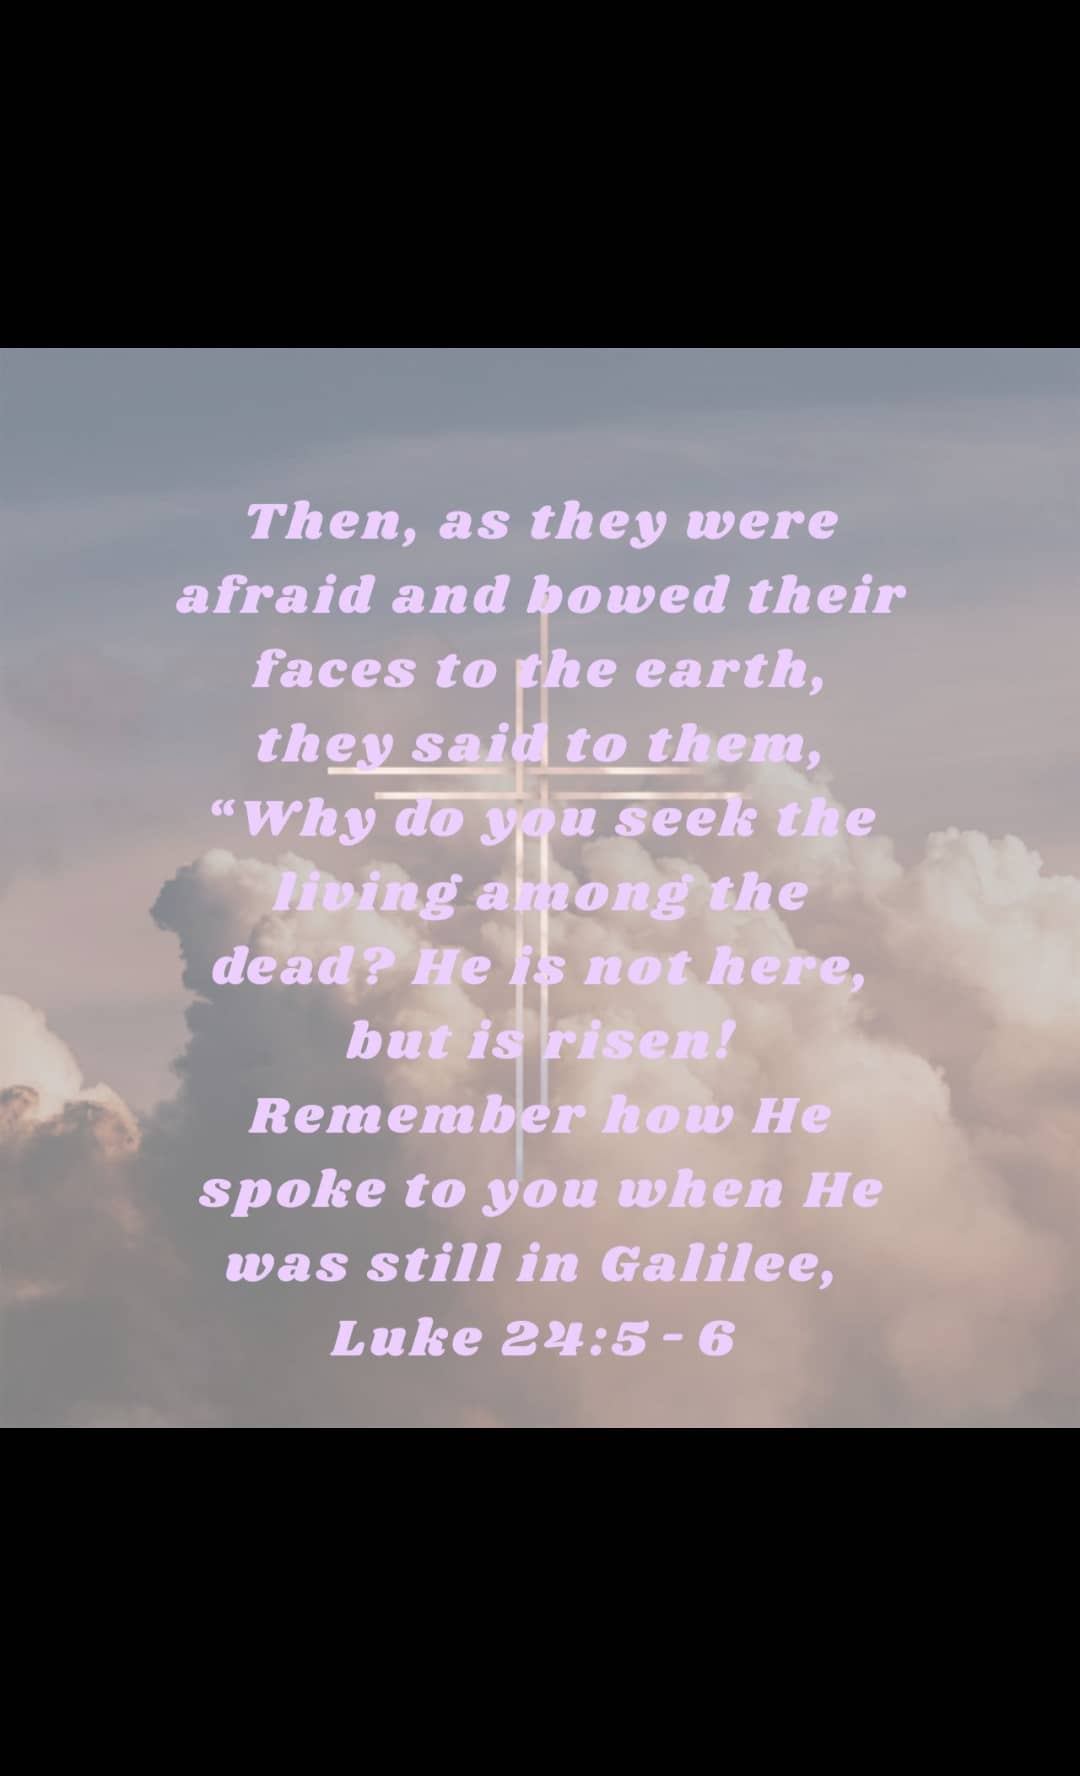 Then, as they were
afraid and bowed their
faces to the earth,
they said to them,
“Why do you seek the
living among the
dead? He is not here,
but is risen!
Remember how He
spoke to you when He
was still in Galilee,
Luke 24:5 - 6